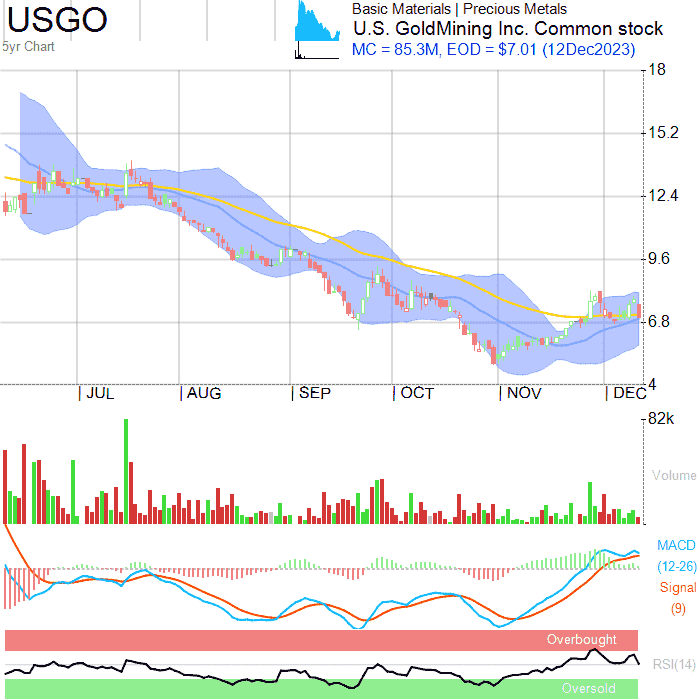 USGO
5yr Chart
Basic Materials | Precious Metals
U.S. GoldMining Inc. Common stock
MC = 85.3M, EOD = $7.01 (12Dec2023)
18
15.2
12.4
9.6
6.8
4
| JUL | AUG | SEP | OCT | NOV | DEC
82k
Volume
MACD
(12-26)
Signal
(9)
Overbought
RSI(14)
Oversold